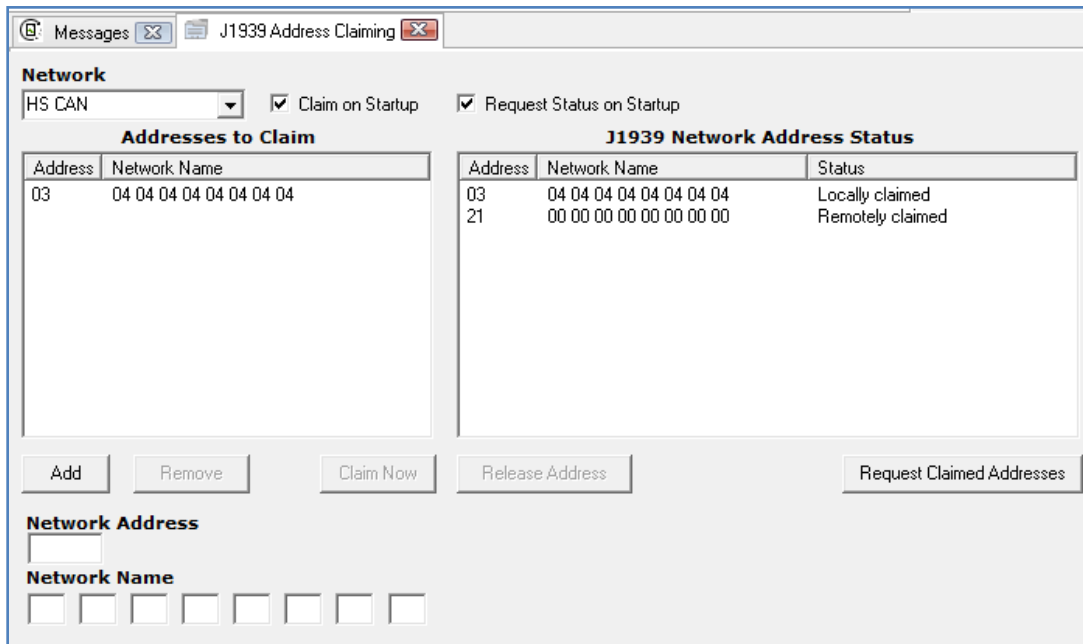 Messages J1939 Address Claiming
Network
HS CAN Claim on Startup Request Status on Startup
Addresses to Claim J1939 Network Address Status
Address Network Name Address Network Name Status
03 04 04 04 04 04 04 04 04 03 04 04 04 04 04 04 04 04 Locally claimed
21 00 00 00 00 00 00 00 00 Remotely claimed
Add Remove Claim Now Release Address Request Claimed Addresses
Network Address
Network Name